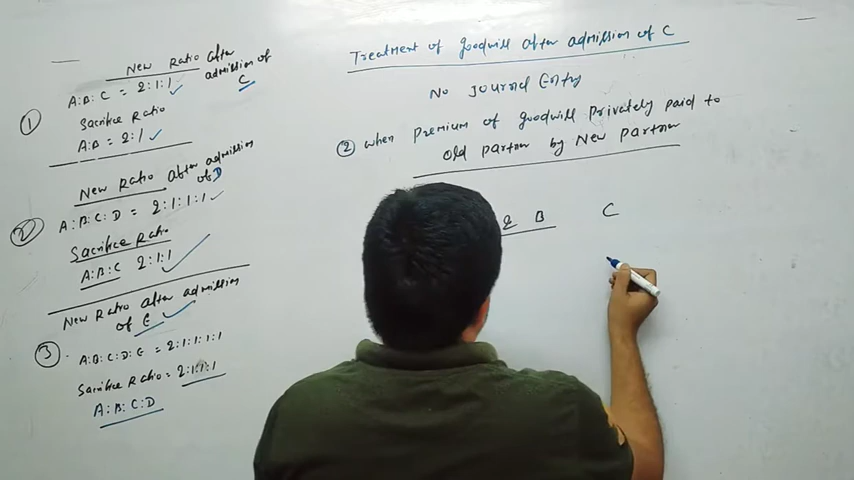 New Ratio after
admission of
C
① A:B:C = 2:1:1
Sacrifice Ratio
A:B = 2:1
② New Ratio after admission
of D
A:B:C:D = 2:1:1:1
Sacrifice Ratio
A:B:C 2:1:1
③ New Ratio after admission
of E
A:B:C:D:E = 2:1:1:1:1
Sacrifice Ratio = 2:1:1:1
A:B:C:D
Treatment of goodwill after admission of C
No Journal Entry
② when premium of goodwill privately paid to
old partner by New partner
& B C